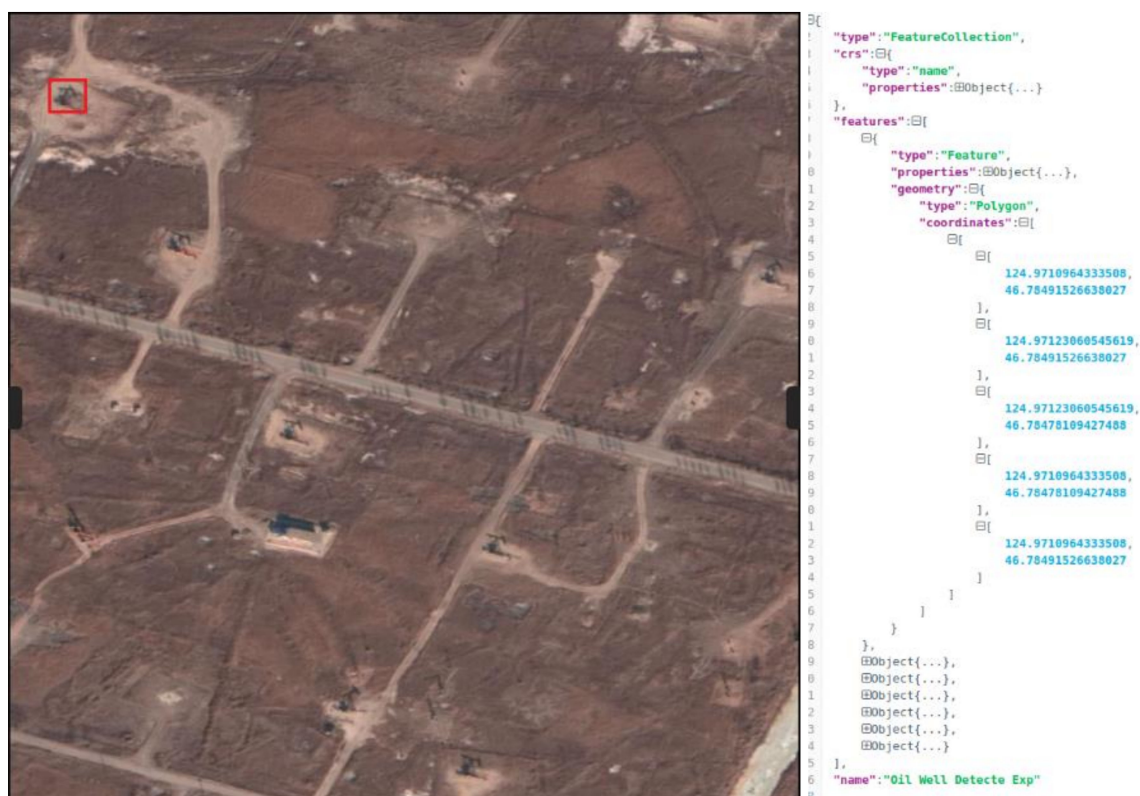 {
"type":"FeatureCollection",
"crs":{
"type":"name",
"properties":Object{...}
},
"features":[
{
"type":"Feature",
"properties":Object{...},
"geometry":{
"type":"Polygon",
"coordinates":[
[
[
124.9710964333508,
46.78491526638027
],
[
124.97123060545619,
46.78491526638027
],
[
124.97123060545619,
46.78478109427488
],
[
124.9710964333508,
46.78478109427488
],
[
124.9710964333508,
46.78491526638027
]
]
]
}
},
Object{...},
Object{...},
Object{...},
Object{...},
Object{...},
Object{...}
],
"name":"Oil Well Detecte Exp"